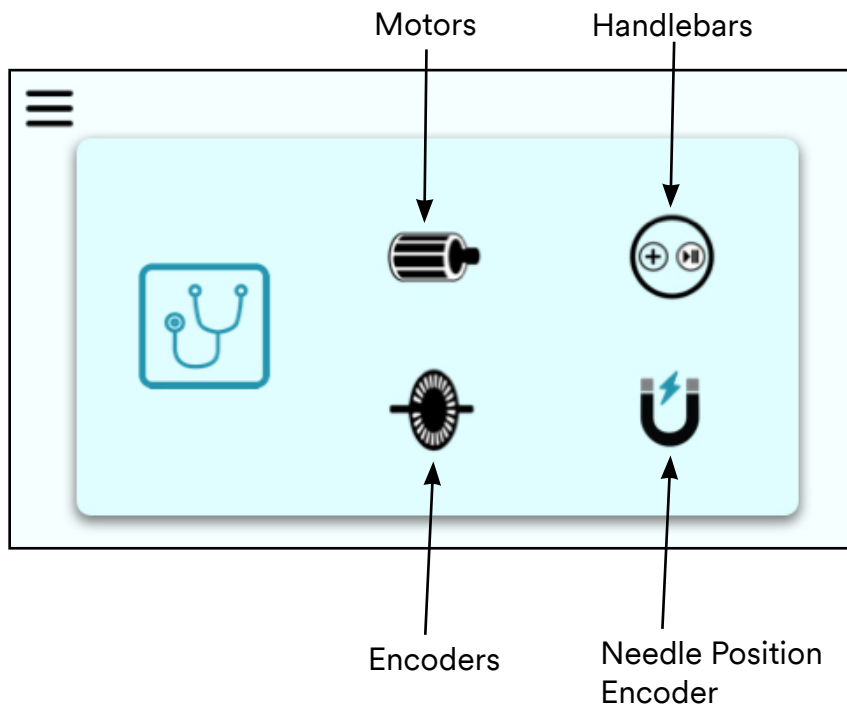 Motors
Handlebars
Encoders
Needle Position
Encoder